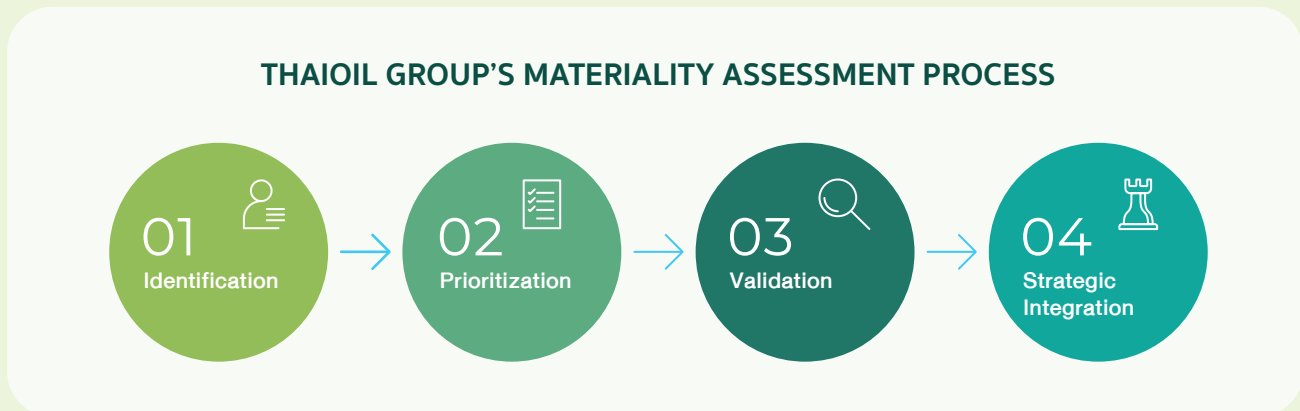 THAIOIL GROUP’S MATERIALITY ASSESSMENT PROCESS
01
Identification
02
Prioritization
03
Validation
04
Strategic
Integration